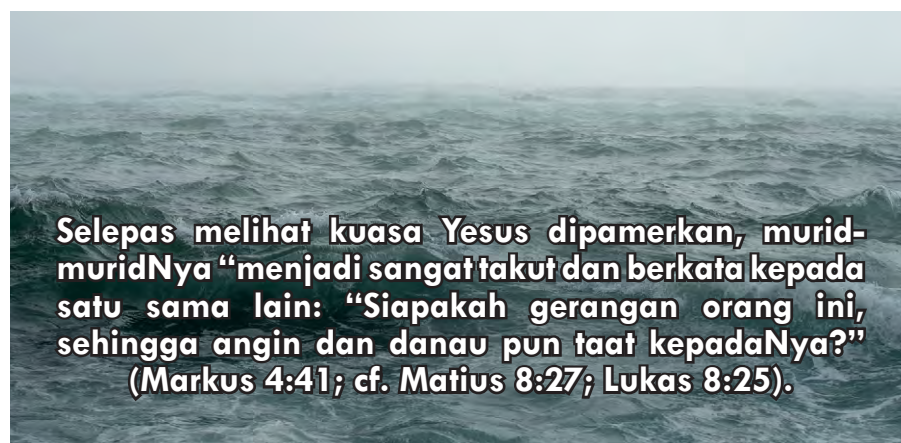 Selepas melihat kuasa Yesus dipamerkan, murid-
muridNya “menjadi sangat takut dan berkata kepada
satu sama lain: “Siapakah gerangan orang ini,
sehingga angin dan danau pun taat kepadaNya?”
(Markus 4:41; cf. Matius 8:27; Lukas 8:25).